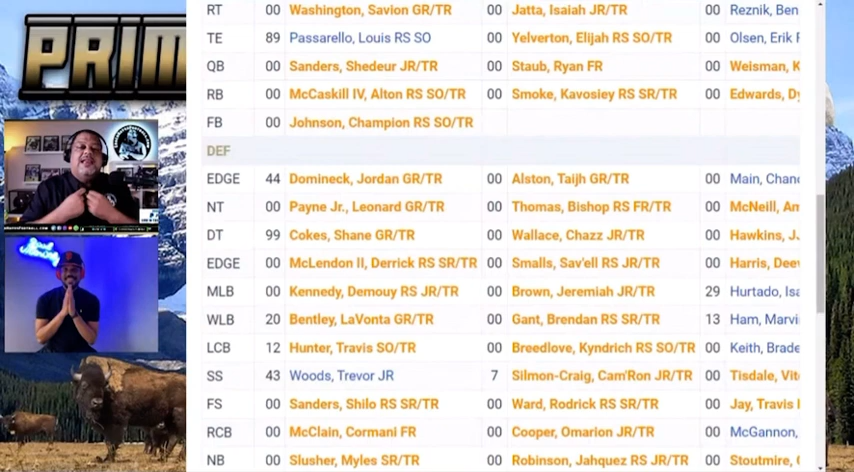 PRIM
RT 00 Washington, Savion GR/TR 00 Jatta, Isaiah JR/TR 00 Reznik, Ben
TE 89 Passarello, Louis RS SO 00 Yelverton, Elijah RS SO/TR 00 Olsen, Erik
QB 00 Sanders, Shedeur JR/TR 00 Staub, Ryan FR 00 Weisman, K
RB 00 McCaskill IV, Alton RS SO/TR 00 Smoke, Kavosiey RS SR/TR 00 Edwards, Dy
FB 00 Johnson, Champion RS SO/TR
DEF
EDGE 44 Domineck, Jordan GR/TR 00 Alston, Taijh GR/TR 00 Main, Chanc
NT 00 Payne Jr., Leonard GR/TR 00 Thomas, Bishop RS FR/TR 00 McNeill, Am
DT 99 Cokes, Shane GR/TR 00 Wallace, Chazz JR/TR 00 Hawkins, J.
EDGE 00 McLendon II, Derrick RS SR/TR 00 Smalls, Sav'ell RS JR/TR 00 Harris, Deev
MLB 00 Kennedy, Demouy RS JR/TR 00 Brown, Jeremiah JR/TR 29 Hurtado, Isa
WLB 20 Bentley, LaVonta GR/TR 00 Gant, Brendan RS SR/TR 13 Ham, Marvi
LCB 12 Hunter, Travis SO/TR 00 Breedlove, Kyndrich RS SO/TR 00 Keith, Brade
SS 43 Woods, Trevor JR 7 Silmon-Craig, Cam'Ron JR/TR 00 Tisdale, Vito
FS 00 Sanders, Shilo RS SR/TR 00 Ward, Rodrick RS SR/TR 00 Jay, Travis
RCB 00 McClain, Cormani FR 00 Cooper, Omarion JR/TR 00 McGannon,
NB 00 Slusher, Myles SR/TR 00 Robinson, Jahquez RS JR/TR 00 Stoutmire,